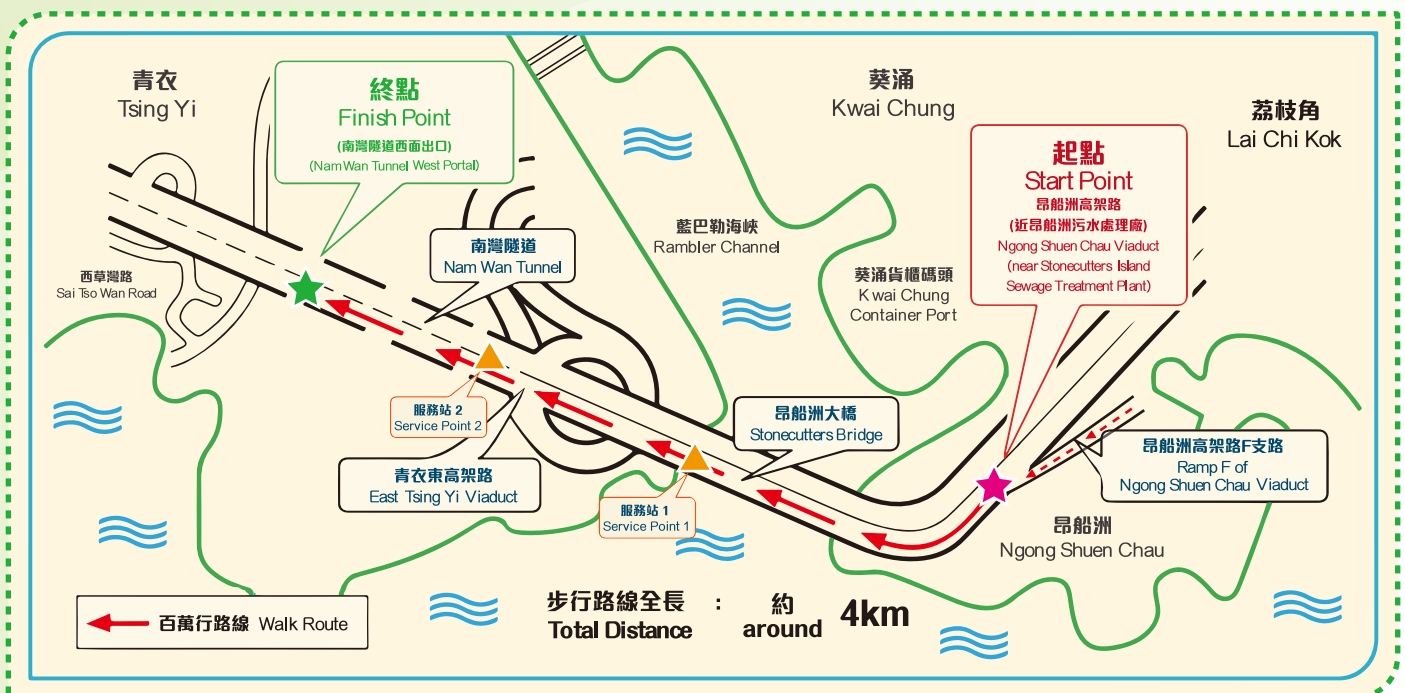 青衣
Tsing Yi
終點
Finish Point
(南灣隧道西面出口)
(Nam Wan Tunnel West Portal)
葵涌
Kwai Chung
荔枝角
Lai Chi Kok
起點
Start Point
昂船洲高架路
(近昂船洲污水處理廠)
Ngong Shuen Chau Viaduct
(near Stonecutters Island
Sewage Treatment Plant)
南灣隧道
Nam Wan Tunnel
藍巴勒海峽
Rambler Channel
西草灣路
Sai Tso Wan Road
葵涌貨櫃碼頭
Kwai Chung
Container Port
服務站 2
Service Point 2
昂船洲大橋
Stonecutters Bridge
青衣東高架路
East Tsing Yi Viaduct
昂船洲高架路F支路
Ramp F of
Ngong Shuen Chau Viaduct
服務站 1
Service Point 1
昂船洲
Ngong Shuen Chau
百萬行路線 Walk Route
步行路線全長 : 約 4km
Total Distance around